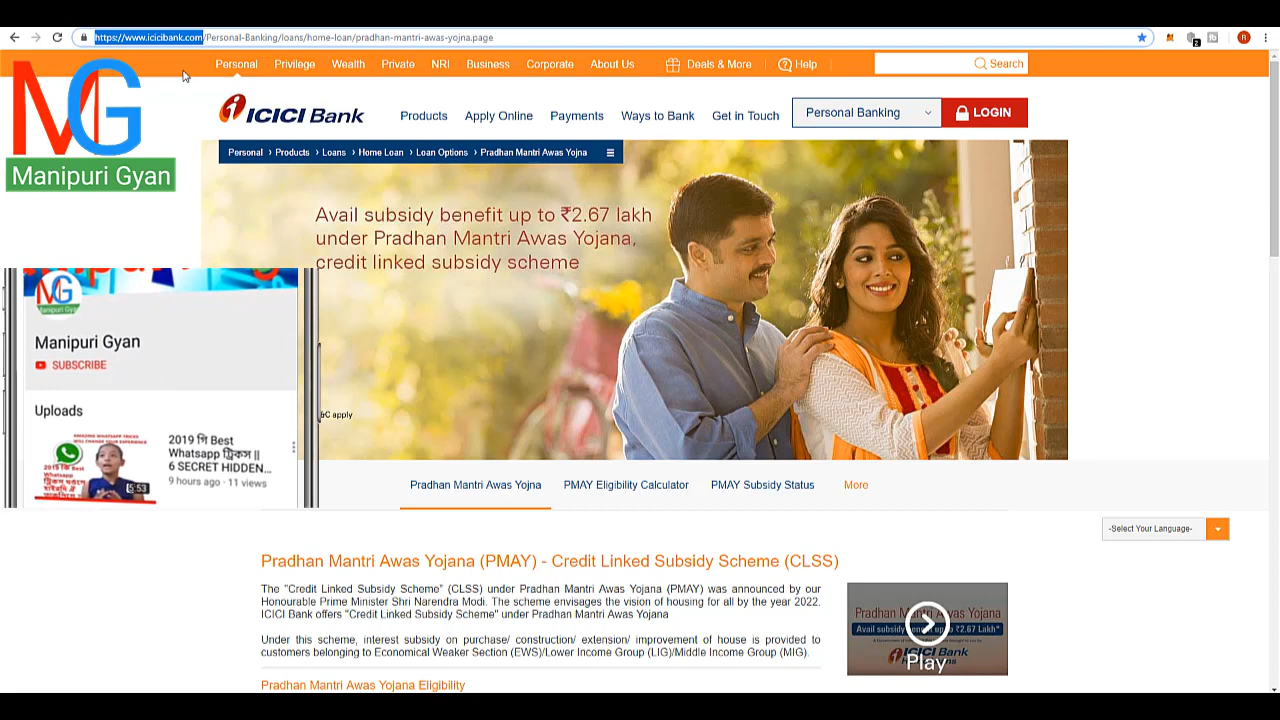 https://www.icicibank.com/Personal-Banking/loans/home-loan/pradhan-mantri-awas-yojna.page
Personal Privilege Wealth Private NRI Business Corporate About Us Deals & More Help Search
MG
Manipuri Gyan
ICICI Bank Products Apply Online Payments Ways to Bank Get in Touch Personal Banking LOGIN
Personal › Products › Loans › Home Loan › Loan Options › Pradhan Mantri Awas Yojna
Avail subsidy benefit up to ₹2.67 lakh
under Pradhan Mantri Awas Yojana,
credit linked subsidy scheme
MG
Manipuri Gyan
SUBSCRIBE
Uploads
&C apply
2019 গি Best
Whatsapp ট্রিকস ||
6 SECRET HIDDEN...
9 hours ago · 11 views
5:53
Pradhan Mantri Awas Yojna PMAY Eligibility Calculator PMAY Subsidy Status More
-Select Your Language-
Pradhan Mantri Awas Yojana (PMAY) - Credit Linked Subsidy Scheme (CLSS)
The "Credit Linked Subsidy Scheme" (CLSS) under Pradhan Mantri Awas Yojana (PMAY) was announced by our
Honourable Prime Minister Shri Narendra Modi. The scheme envisages the vision of housing for all by the year 2022.
ICICI Bank offers "Credit Linked Subsidy Scheme" under Pradhan Mantri Awas Yojana
Under this scheme, interest subsidy on purchase/ construction/ extension/ improvement of house is provided to
customers belonging to Economical Weaker Section (EWS)/Lower Income Group (LIG)/Middle Income Group (MIG).
Pradhan Mantri Awas Yojana
Avail subsidy benefit up to ₹2.67 Lakh*
Play
Pradhan Mantri Awas Yojana Eligibility